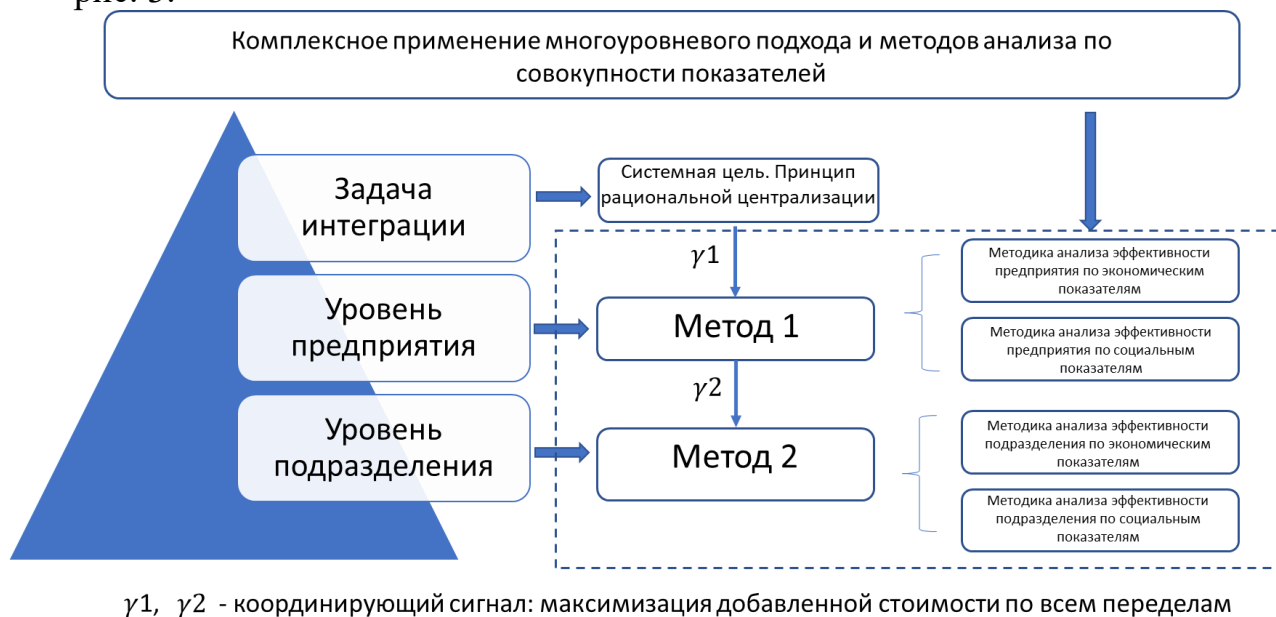 рис. 3.
Комплексное применение многоуровневого подхода и методов анализа по
совокупности показателей
Задача
интеграции
Системная цель. Принцип
рациональной централизации
γ1
Методика анализа эффективности
предприятия по экономическим
показателям
Уровень
предприятия
Метод 1
Методика анализа эффективности
предприятия по социальным
показателям
γ2
Уровень
подразделения
Метод 2
Методика анализа эффективности
подразделения по экономическим
показателям
Методика анализа эффективности
подразделения по социальным
показателям
γ1, γ2 - координирующий сигнал: максимизация добавленной стоимости по всем переделам